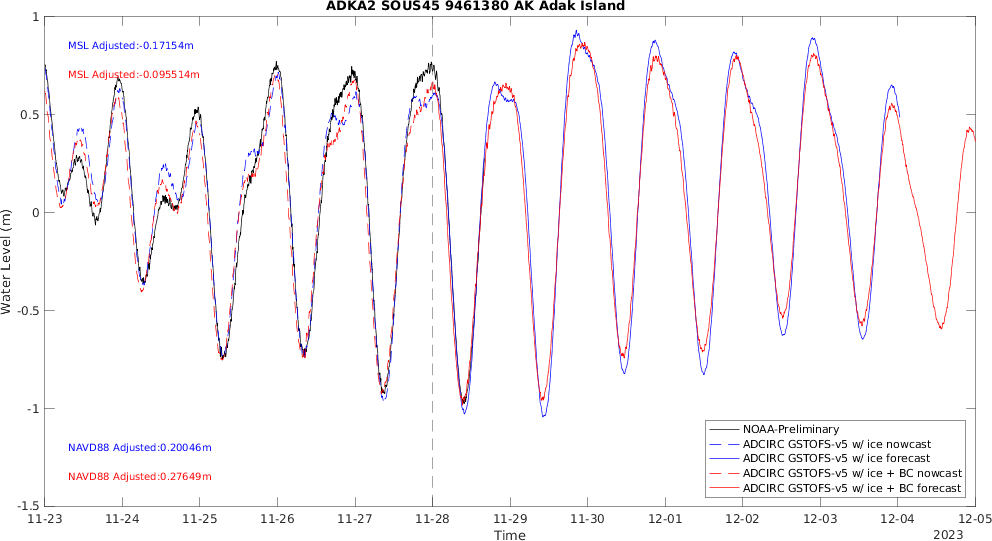 ADKA2 SOUS45 9461380 AK Adak Island
1
MSL Adjusted:-0.17154m
MSL Adjusted:-0.095514m
0.5
0
Water Level (m)
-0.5
-1
NAVD88 Adjusted:0.20046m
NAVD88 Adjusted:0.27649m
NOAA-Preliminary
ADCIRC GSTOFS-v5 w/ ice nowcast
ADCIRC GSTOFS-v5 w/ ice forecast
ADCIRC GSTOFS-v5 w/ ice + BC nowcast
ADCIRC GSTOFS-v5 w/ ice + BC forecast
-1.5
11-23 11-24 11-25 11-26 11-27 11-28 11-29 11-30 12-01 12-02 12-03 12-04 12-05
Time
2023